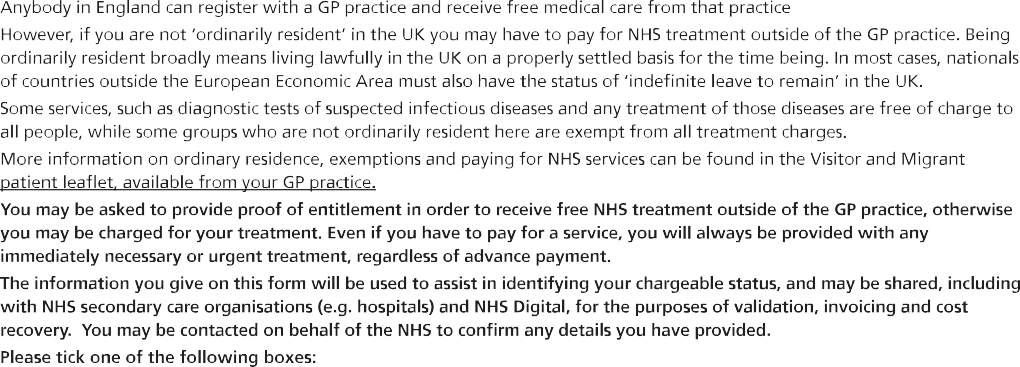 Anybody in England can register with a GP practice and receive free medical care from that practice
However, if you are not ‘ordinarily resident’ in the UK you may have to pay for NHS treatment outside of the GP practice. Being
ordinarily resident broadly means living lawfully in the UK on a properly settled basis for the time being. In most cases, nationals
of countries outside the European Economic Area must also have the status of ‘indefinite leave to remain’ in the UK.
Some services, such as diagnostic tests of suspected infectious diseases and any treatment of those diseases are free of charge to
all people, while some groups who are not ordinarily resident here are exempt from all treatment charges.
More information on ordinary residence, exemptions and paying for NHS services can be found in the Visitor and Migrant
patient leaflet, available from your GP practice.
You may be asked to provide proof of entitlement in order to receive free NHS treatment outside of the GP practice, otherwise
you may be charged for your treatment. Even if you have to pay for a service, you will always be provided with any
immediately necessary or urgent treatment, regardless of advance payment.
The information you give on this form will be used to assist in identifying your chargeable status, and may be shared, including
with NHS secondary care organisations (e.g. hospitals) and NHS Digital, for the purposes of validation, invoicing and cost
recovery.  You may be contacted on behalf of the NHS to confirm any details you have provided.
Please tick one of the following boxes: